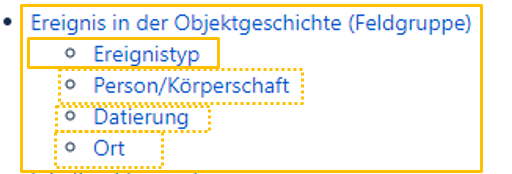 Ereignis in der Objektgeschichte (Feldgruppe)
Ereignistyp
Person/Körperschaft
Datierung
Ort